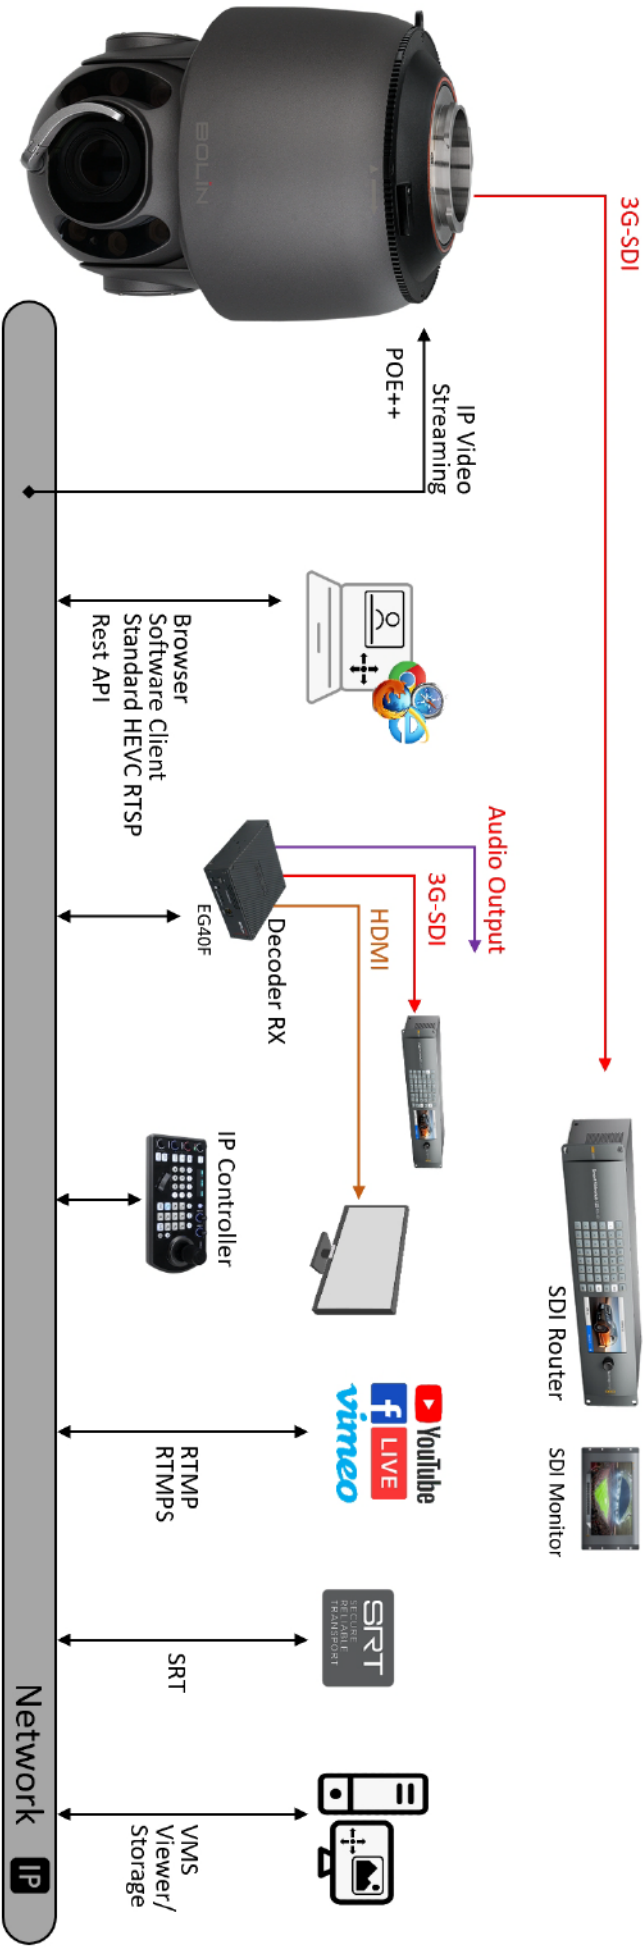 3G-SDI
BOLIN
IP Video
Streaming
POE++
Browser
Software Client
Standard HEVC RTSP
Rest API
Audio Output
3G-SDI
HDMI
Decoder RX
EG40F
IP Controller
SDI Router
SDI Monitor
YouTube
f LIVE
vimeo
RTMP
RTMPS
SRT
SECURE
RELIABLE
TRANSPORT
SRT
VMS
Viewer/
Storage
Network IP